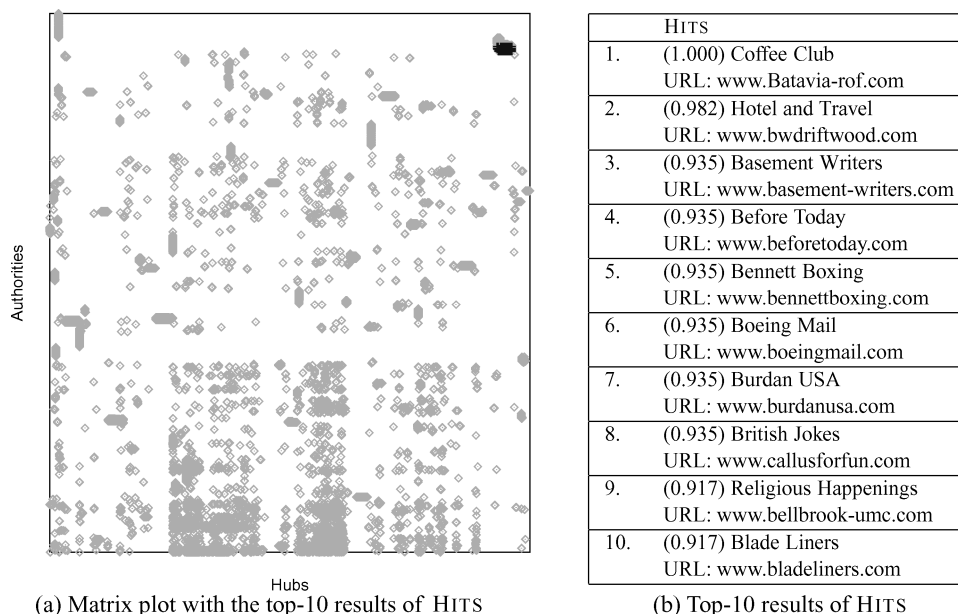 Authorities
Hubs
(a) Matrix plot with the top-10 results of HITS
HITS
1. (1.000) Coffee Club
URL: www.Batavia-rof.com
2. (0.982) Hotel and Travel
URL: www.bwdriftwood.com
3. (0.935) Basement Writers
URL: www.basement-writers.com
4. (0.935) Before Today
URL: www.beforetoday.com
5. (0.935) Bennett Boxing
URL: www.bennettboxing.com
6. (0.935) Boeing Mail
URL: www.boeingmail.com
7. (0.935) Burdan USA
URL: www.burdanusa.com
8. (0.935) British Jokes
URL: www.callusforfun.com
9. (0.917) Religious Happenings
URL: www.bellbrook-umc.com
10. (0.917) Blade Liners
URL: www.bladeliners.com
(b) Top-10 results of HITS